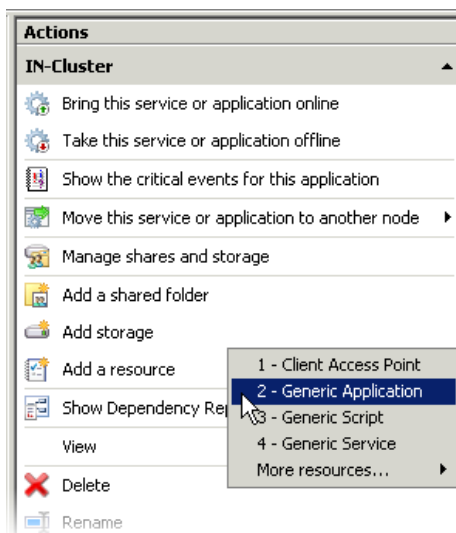 Actions
IN-Cluster
Bring this service or application online
Take this service or application offline
Show the critical events for this application
Move this service or application to another node
Manage shares and storage
Add a shared folder
Add storage
Add a resource
1 - Client Access Point
2 - Generic Application
3 - Generic Script
4 - Generic Service
More resources...
Show Dependency
View
Delete
Rename